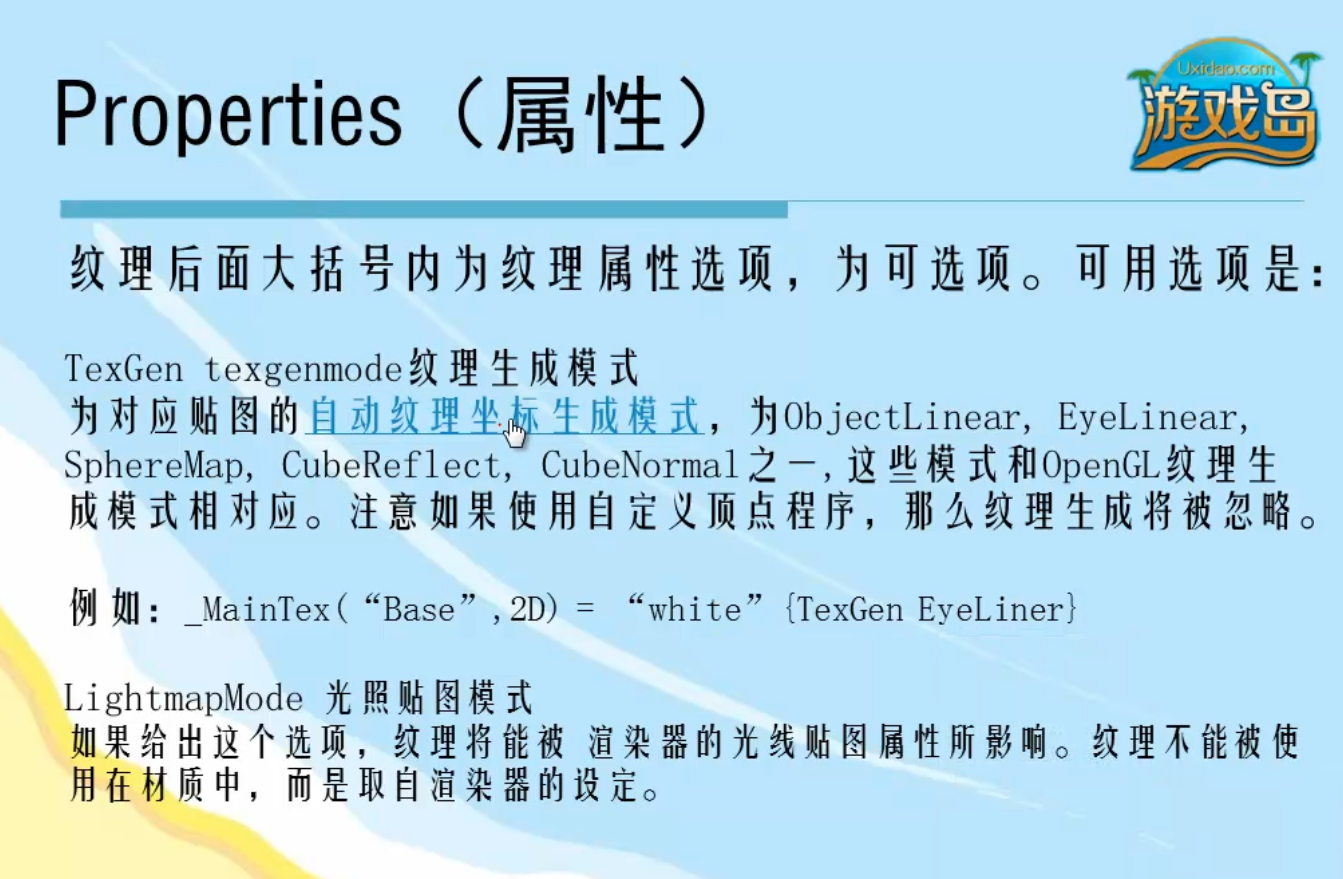 Properties（属性）
Uxidao.com
游戏岛
纹理后面大括号内为纹理属性选项，为可选项。可用选项是：
TexGen texgenmode纹理生成模式
为对应贴图的自动纹理坐标生成模式，为ObjectLinear, EyeLinear,
SphereMap, CubeReflect, CubeNormal之一,这些模式和OpenGL纹理生
成模式相对应。注意如果使用自定义顶点程序，那么纹理生成将被忽略。
例如：_MainTex(“Base”,2D) = “white”{TexGen EyeLiner}
LightmapMode 光照贴图模式
如果给出这个选项，纹理将能被 渲染器的光线贴图属性所影响。纹理不能被使
用在材质中，而是取自渲染器的设定。